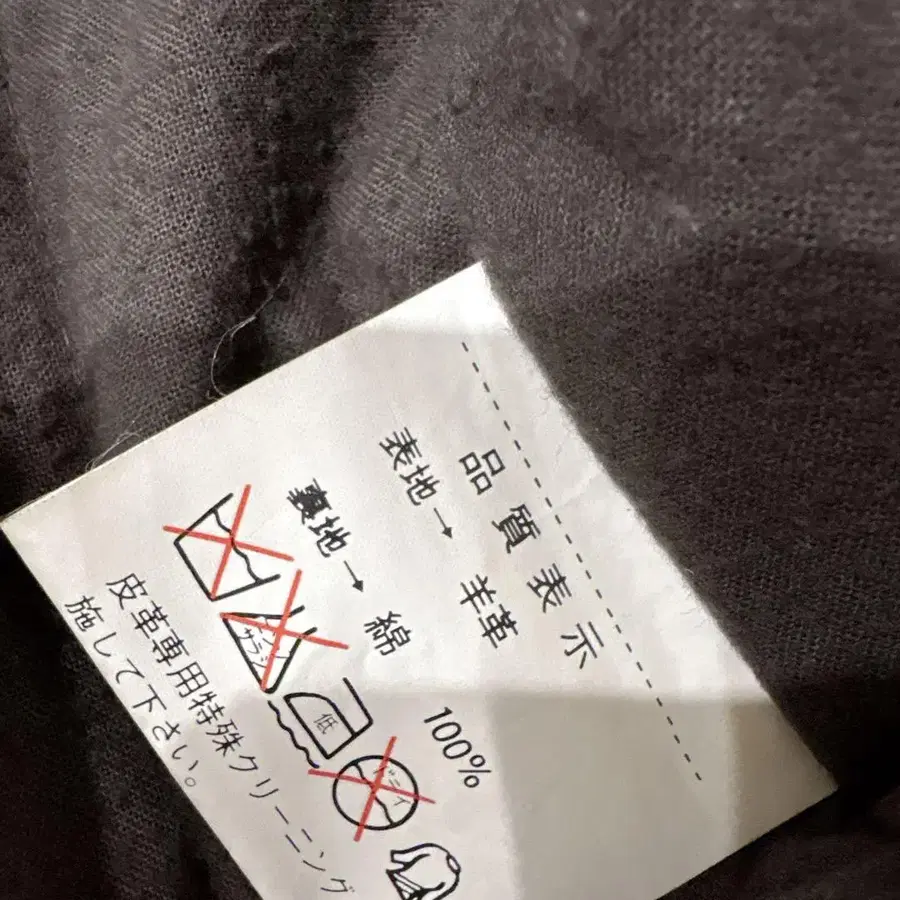 品質表示
表地→羊革
裏地→綿 100%
低
皮革専用特殊クリーニング
施して下さい。